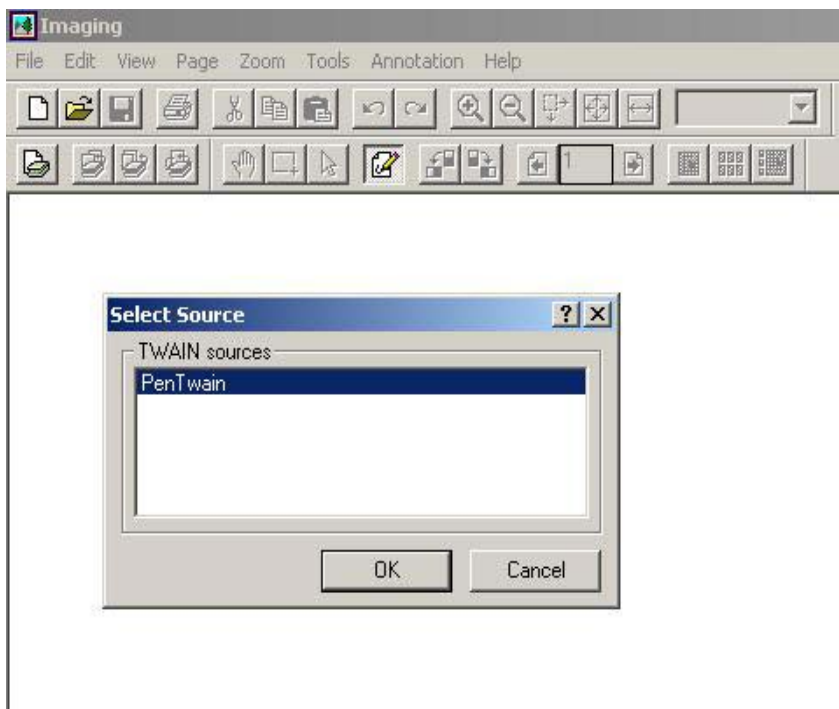 Imaging
File Edit View Page Zoom Tools Annotation Help
1
Select Source
? X
TWAIN sources
PenTwain
OK Cancel